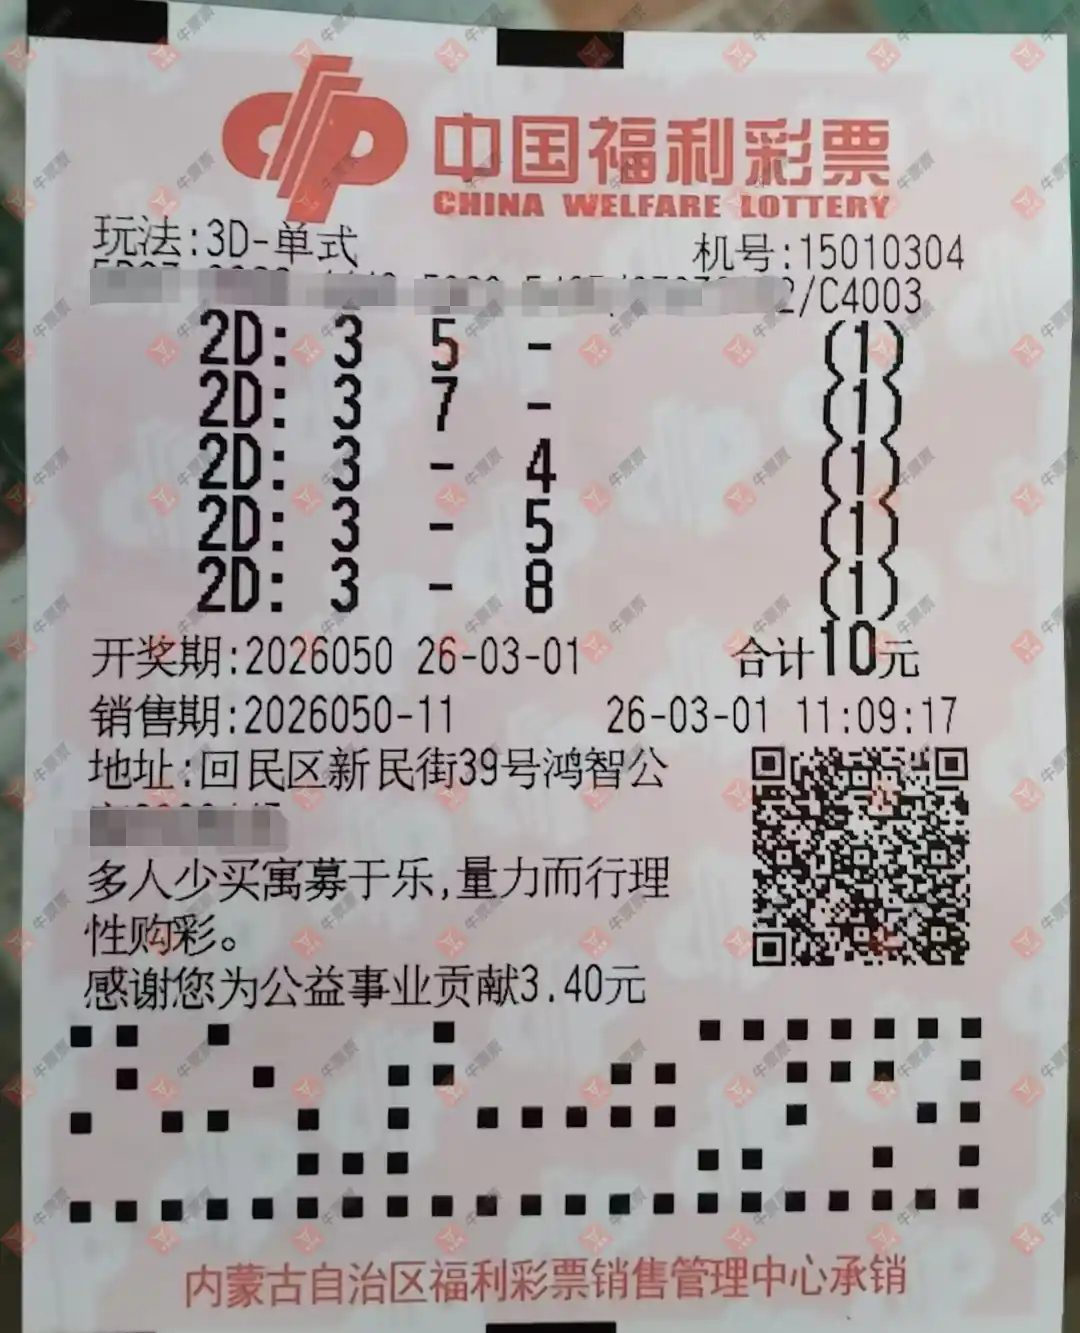 中国福利彩票
CHINA WELFARE LOTTERY
玩法:3D-单式 机号:15010304
2/C4003
2D: 3 5 - (1)
2D: 3 7 - (1)
2D: 3 - 4 (1)
2D: 3 - 5 (1)
2D: 3 - 8 (1)
开奖期:2026050 26-03-01 合计10元
销售期:2026050-11 26-03-01 11:09:17
地址:回民区新民街39号鸿智公
多人少买寓募于乐,量力而行理
性购彩。
感谢您为公益事业贡献3.40元
内蒙古自治区福利彩票销售管理中心承销
牛票票